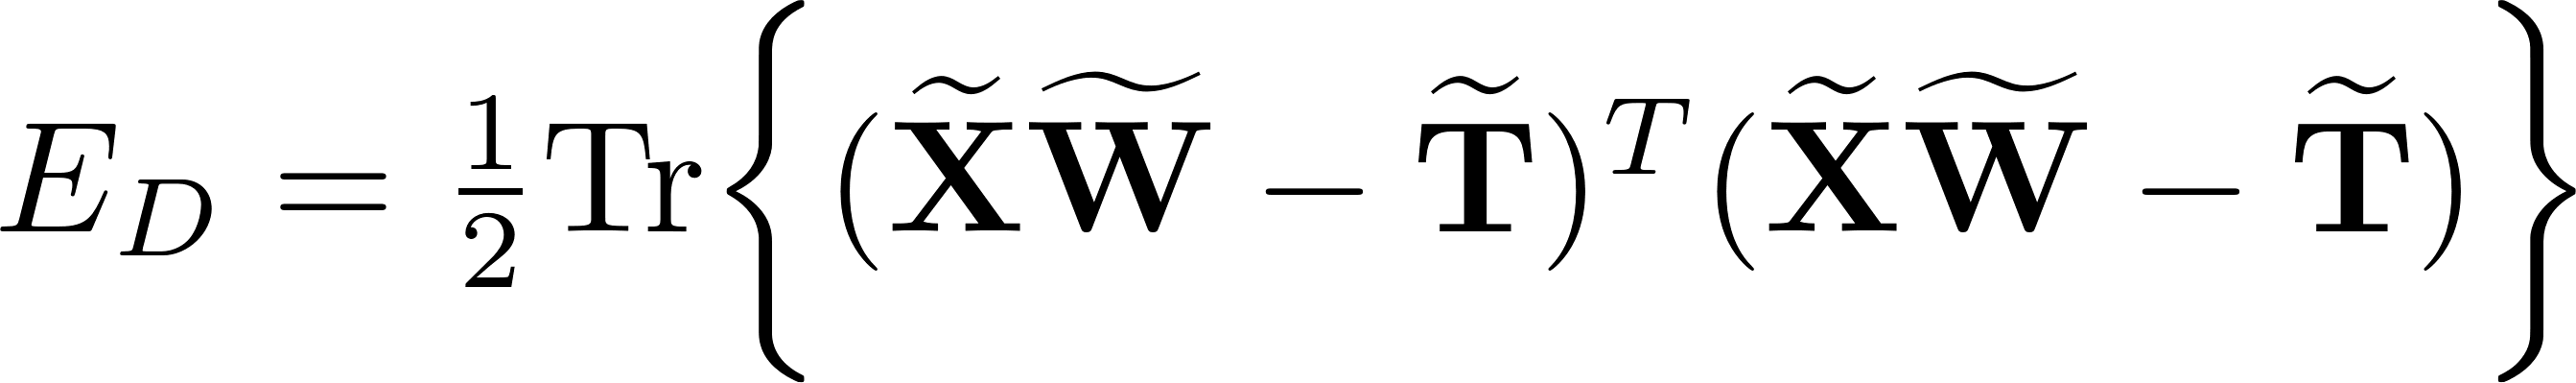 $E_D = \frac{1}{2} \mathrm{Tr} \left\{ (\widetilde{\mathbf{X}} \widetilde{\mathbf{W}} - \widetilde{\mathbf{T}})^T (\widetilde{\mathbf{X}} \widetilde{\mathbf{W}} - \widetilde{\mathbf{T}}) \right\}$